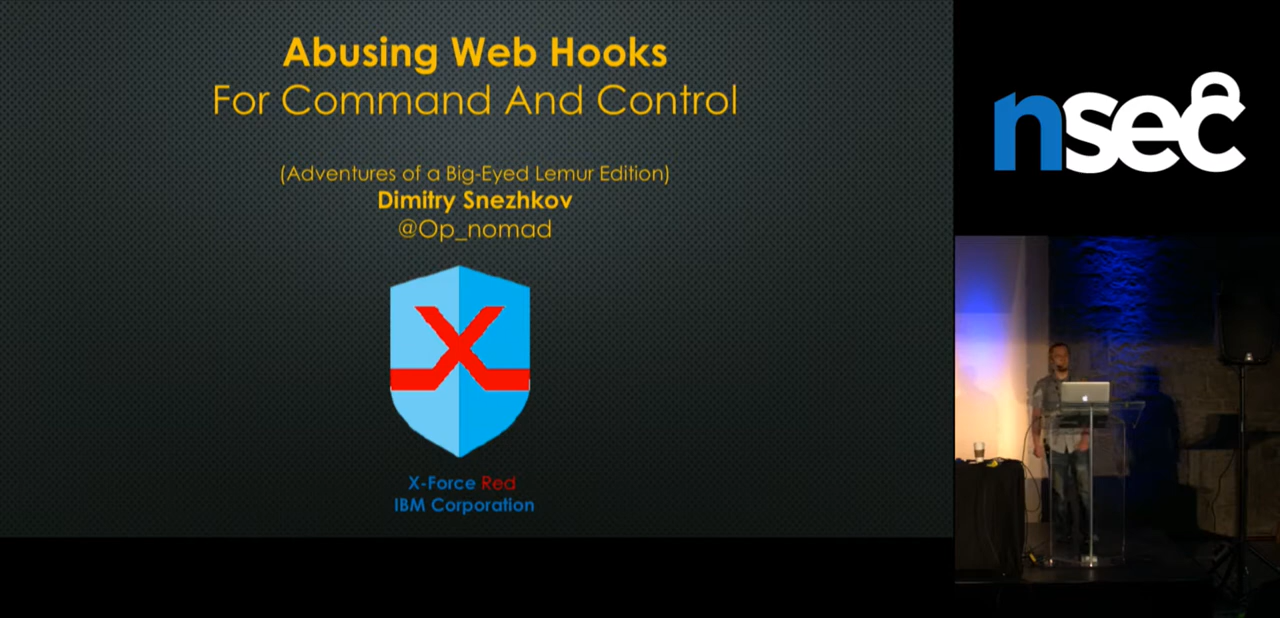 Abusing Web Hooks
For Command And Control
(Adventures of a Big-Eyed Lemur Edition)
Dimitry Snezhkov
@Op_nomad
X
X-Force Red
IBM Corporation
nsec